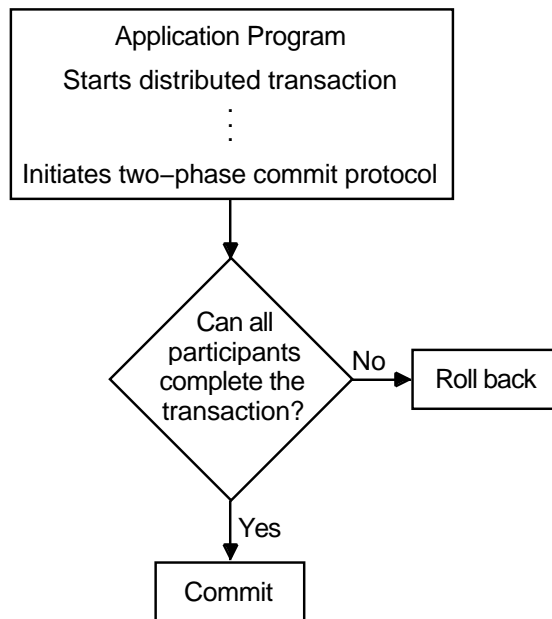 Application Program
Starts distributed transaction
.
.
.
Initiates two−phase commit protocol
Can all
participants
complete the
transaction?
No
Roll back
Yes
Commit